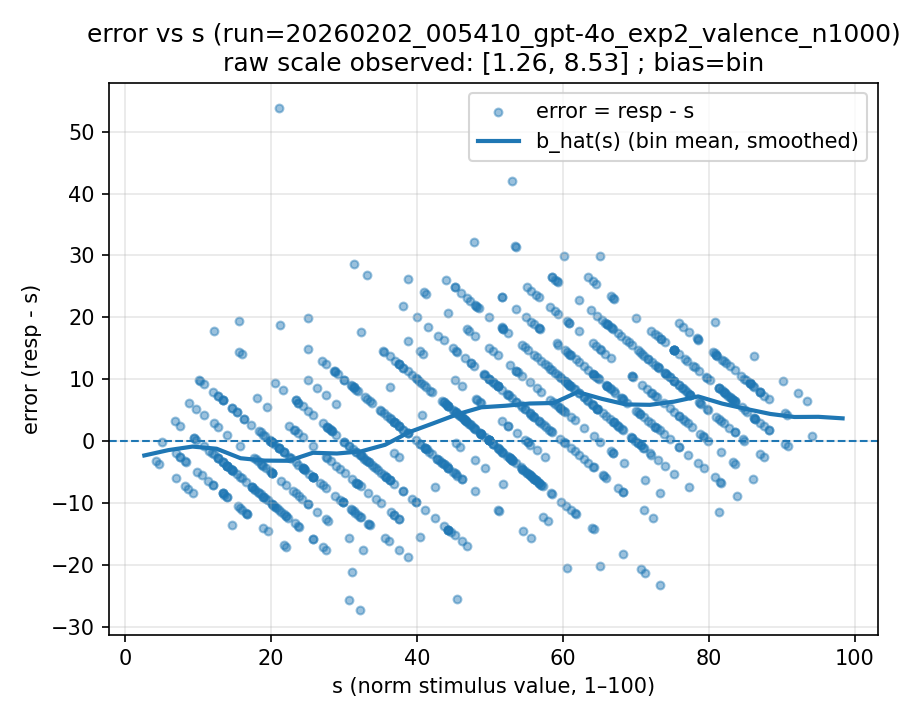 error vs s (run=20260202_005410_gpt-4o_exp2_valence_n1000)
raw scale observed: [1.26, 8.53] ; bias=bin
error = resp - s
b_hat(s) (bin mean, smoothed)
error (resp - s)
50
40
30
20
10
0
−10
−20
−30
0 20 40 60 80 100
s (norm stimulus value, 1–100)